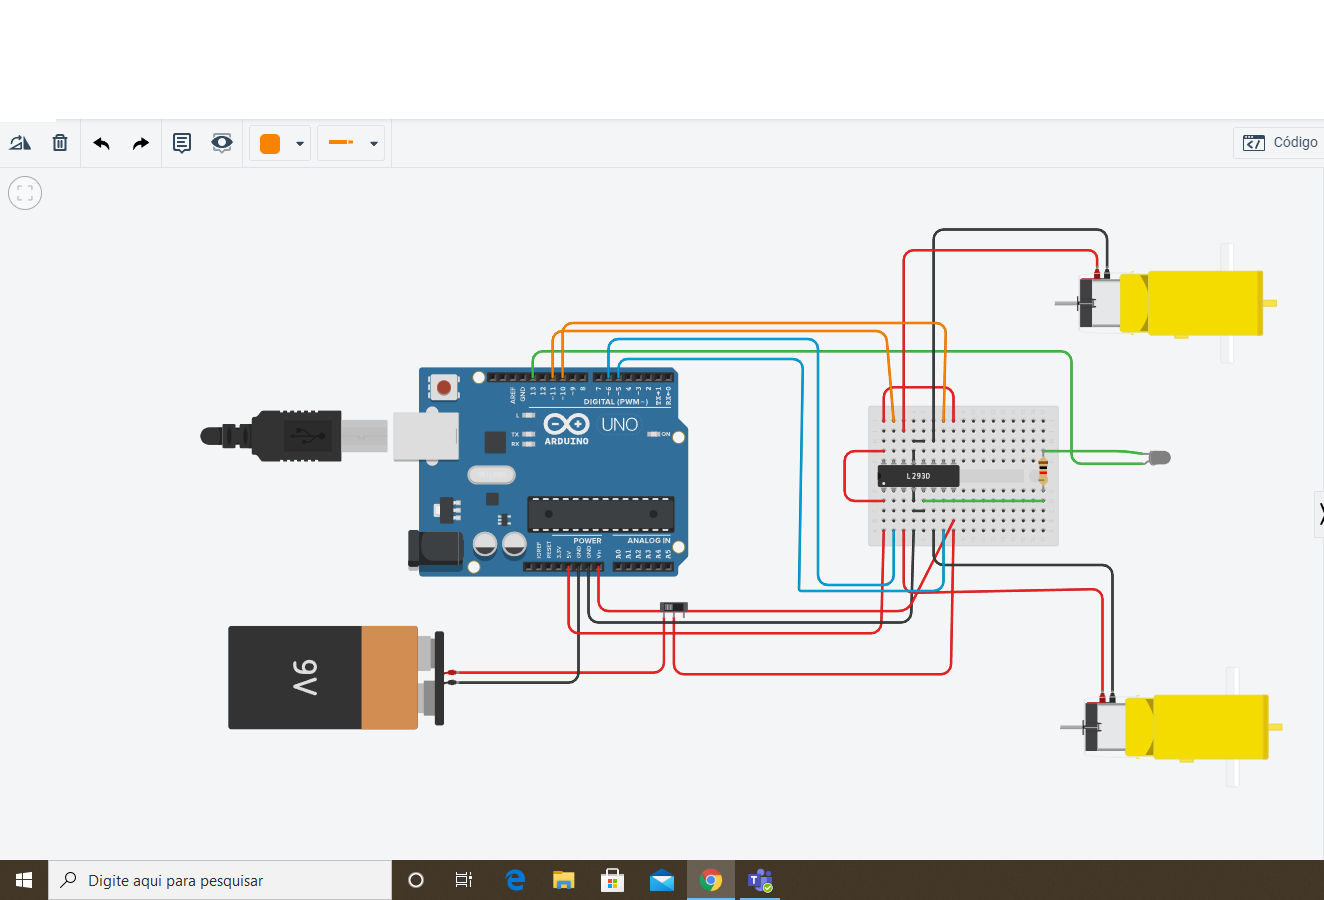 Código
AREF
GND
13
12
~11
~10
~9
8
7
~6
~5
4
~3
2
TX→1
RX←0
DIGITAL (PWM~)
L
TX
RX
ARDUINO
UNO
ON
L293D
POWER
ANALOG IN
IOREF
RESET
3.3V
5V
GND
GND
Vin
A0
A1
A2
A3
A4
A5
9V
Digite aqui para pesquisar